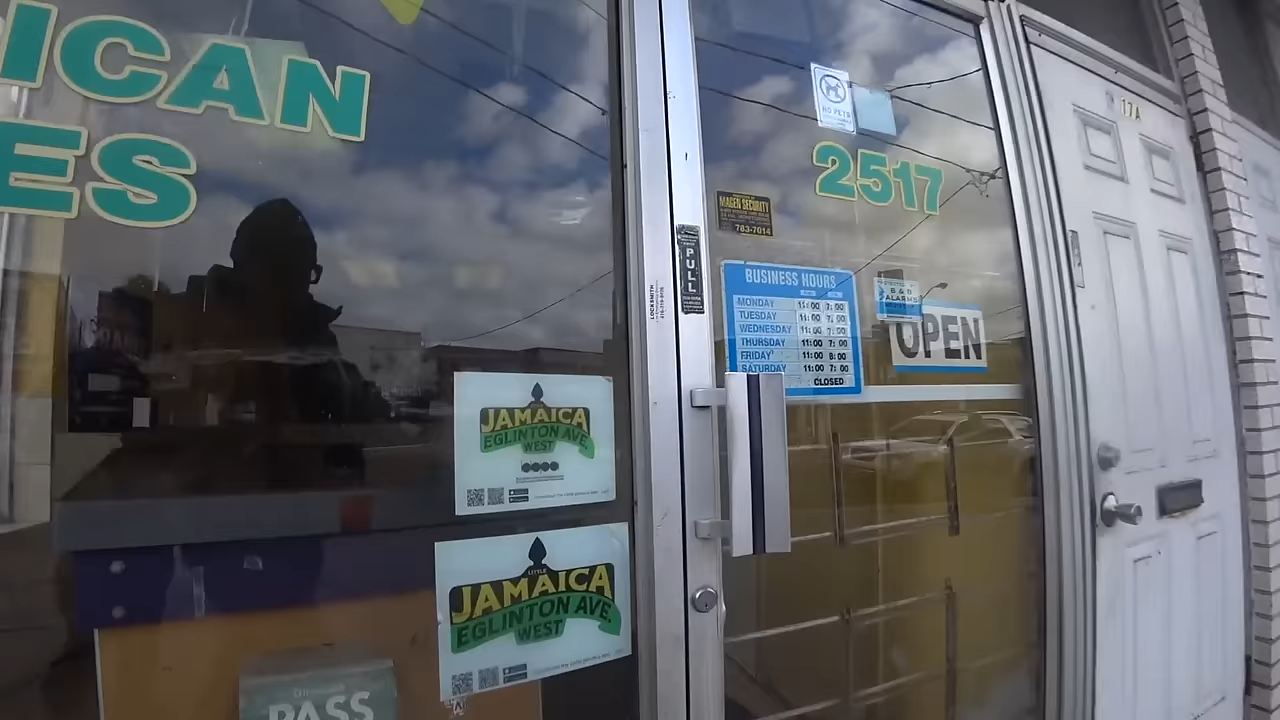 ICAN
ES
NO PETS
2517
17A
MAGEN SECURITY
783-7014
PULL
LOCKSMITH
BUSINESS HOURS
MONDAY 11:00 7:00
TUESDAY 11:00 7:00
WEDNESDAY 11:00 7:00
THURSDAY 11:00 7:00
FRIDAY 11:00 8:00
SATURDAY 11:00 7:00
CLOSED
B & B
ALARMS
OPEN
JAMAICA
EGLINTON AVE.
WEST
LITTLE
JAMAICA
EGLINTON AVE.
WEST
PASS